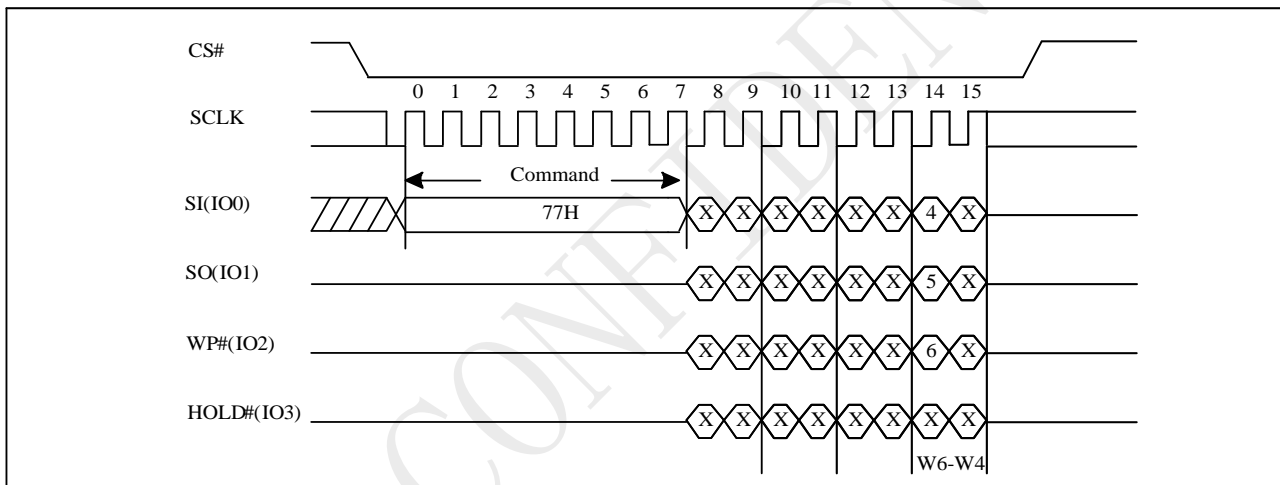 CS#
0 1 2 3 4 5 6 7 8 9 10 11 12 13 14 15
SCLK
Command
SI(IO0) 77H X X X X X X 4 X
SO(IO1) X X X X X X 5 X
WP#(IO2) X X X X X X 6 X
HOLD#(IO3) X X X X X X X X
W6-W4
CONFIDEN